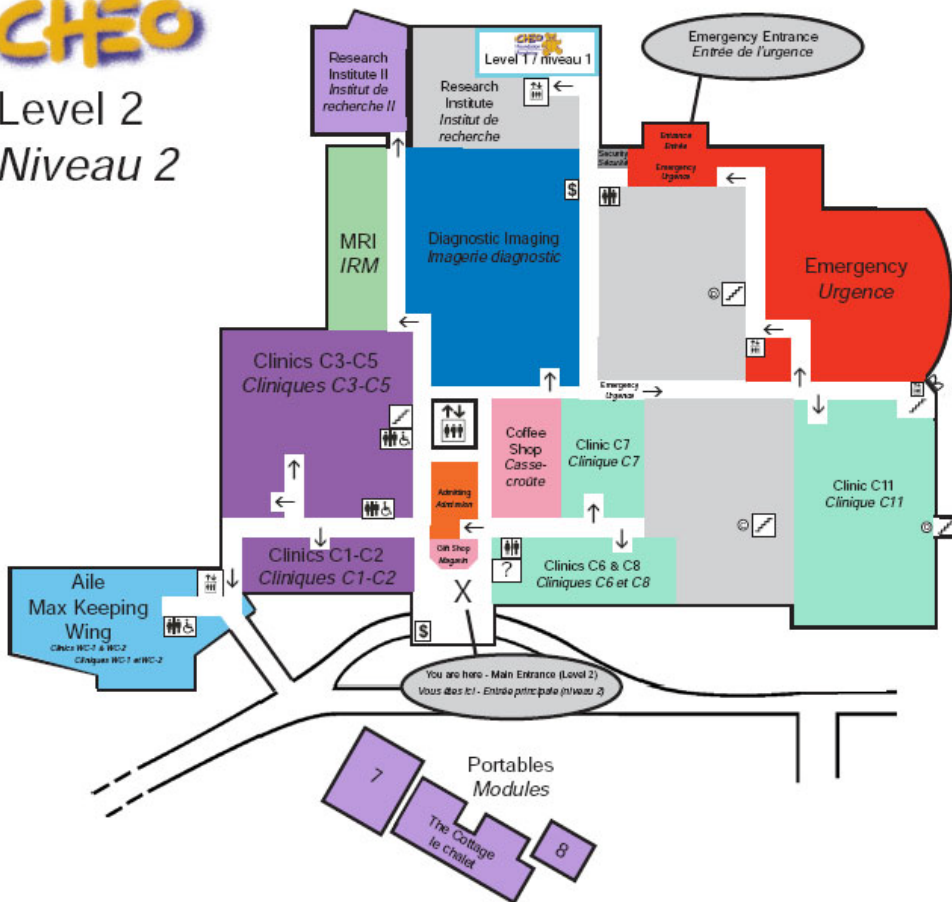 CHEO
Level 2
Niveau 2
Research
Institute II
Institut de
recherche II
CHEO
Level 1 / niveau 1
Research
Institute
Institut de
recherche
Emergency Entrance
Entrée de l'urgence
Entrance
Entrée
Security
Sécurité
Emergency
Urgence
$
MRI
IRM
Diagnostic Imaging
Imagerie diagnostic
Emergency
Urgence
©
Clinics C3-C5
Cliniques C3-C5
Emergency
Urgence
Coffee
Shop
Casse-
croûte
Clinic C7
Clinique C7
Clinic C11
Clinique C11
Admitting
Admission
©
©
Gift Shop
Magasin
?
Clinics C1-C2
Cliniques C1-C2
Clinics C6 & C8
Cliniques C6 et C8
X
$
Aile
Max Keeping
Wing
Clinics WC-1 & WC-2
Cliniques WC-1 et WC-2
You are here - Main Entrance (Level 2)
Vous êtes ici - Entrée principale (niveau 2)
Portables
Modules
7
The Cottage
le chalet
8